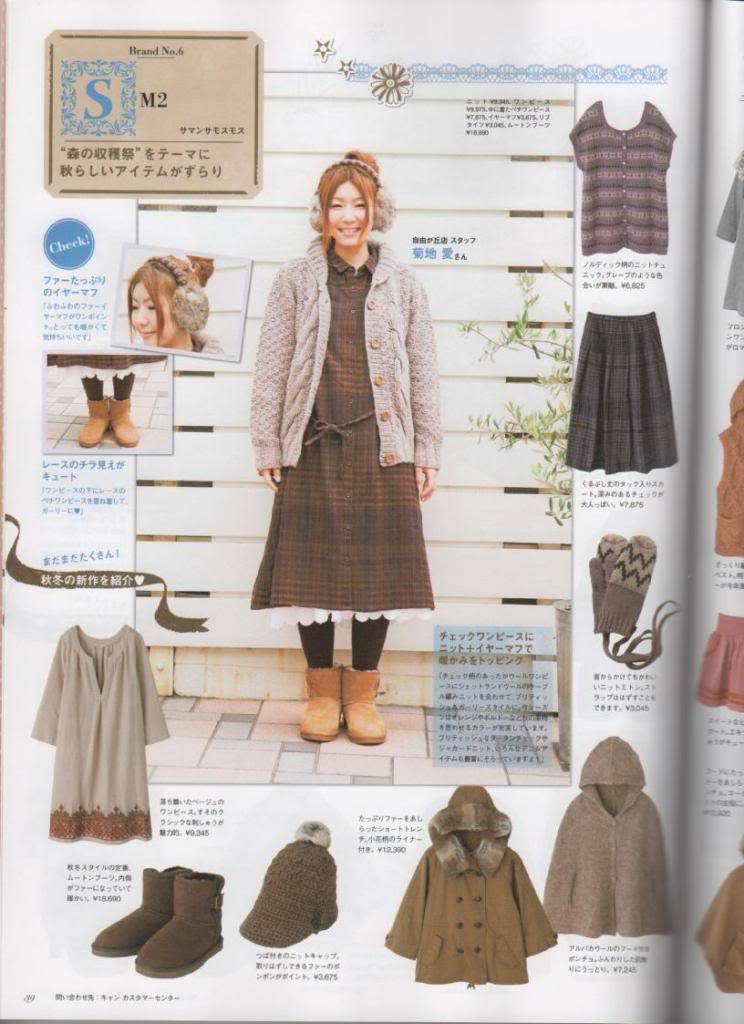 Brand No.6
S
M2
サマンサモスモス
“森の収穫祭”をテーマに
秋らしいアイテムがずらり
ニット¥9,345、ワンピース
¥9,975、中に着たペチワンピース
¥7,875、イヤーマフ¥3,675、リブ
タイツ¥3,045、ムートンブーツ
¥18,690
Check!
ファーたっぷり
のイヤーマフ
「ふわふわのファーイ
ヤーマフがワンポイン
ト。とっても暖かくて
気持ちいいです」
自由が丘店 スタッフ
菊地 愛さん
ノルディック柄のニットチュ
ニック。グレープのような色
合いが素敵。¥6,825
レースのチラ見えが
キュート
「ワンピースの下にレースの
ペチワンピースを重ね着して、
ガーリーに♥」
くるぶし丈のタック入りスカ
ート。深みのあるチェックが
大人っぽい。¥7,875
まだまだたくさん!
秋冬の新作を紹介♥
チェックワンピースに
ニット+イヤーマフで
暖かみをトッピング
「チェック柄のあったかウールワンピ
ースにシェットランドウールのケーブ
ル編みニットを合わせて、ブリティッ
シュ&ガーリースタイルに。今シーズ
ンはオレンジやボルドーなど秋の果物
を思わせるカラーが充実しています。
ブリティッシュなタータンチェックや
ジャカードニット、いろんなデニムアイ
テムも豊富にそろっていますよ!」
首からかけてもかわい
いニットミトン。スト
ラップははずすことも
できます。¥3,045
落ち着いたベージュの
ワンピース。すそのク
ラシックな刺しゅうが
魅力的。¥9,345
秋冬スタイルの定番、
ムートンブーツ。内側
がファーになっていて
暖かい。¥18,690
つば付きのニットキャップ。
取りはずしできるファーのポ
ンポンがポイント。¥3,675
たっぷりファーをあし
らったショートトレン
チ。小花柄のライナー
付き。¥12,390
アルパカウールのフード付き
ポンチョ。ふんわりした肌触
りにうっとり。¥7,245
39
問い合わせ先:キャン カスタマーセンター